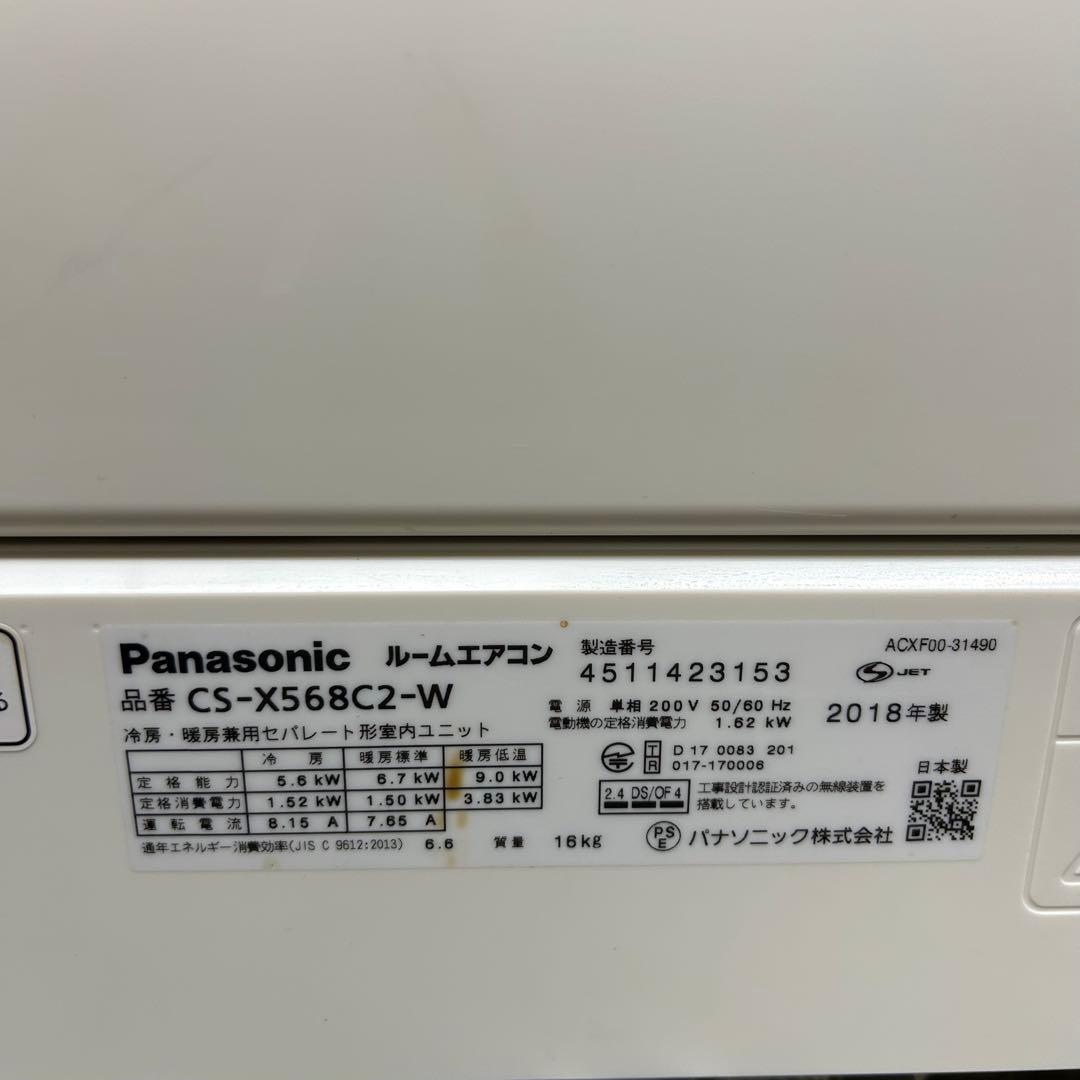 Panasonic ルームエアコン
品番 CS-X568C2-W
冷房・暖房兼用セパレート形室内ユニット
冷房 暖房標準 暖房低温
定格能力 5.6 kW 6.7 kW 9.0 kW
定格消費電力 1.52 kW 1.50 kW 3.83 kW
運転電流 8.15 A 7.65 A
通年エネルギー消費効率(JIS C 9612:2013) 6.6 質量 16kg
製造番号
4511423153
ACXF00-31490
JET
電源 単相 200V 50/60 Hz
電動機の定格消費電力 1.62 kW
2018年製
T D 17 0083 201
R 017-170006
日本製
2.4 DS/OF4
工事設計認証済みの無線装置を
搭載しています。
PSE パナソニック株式会社